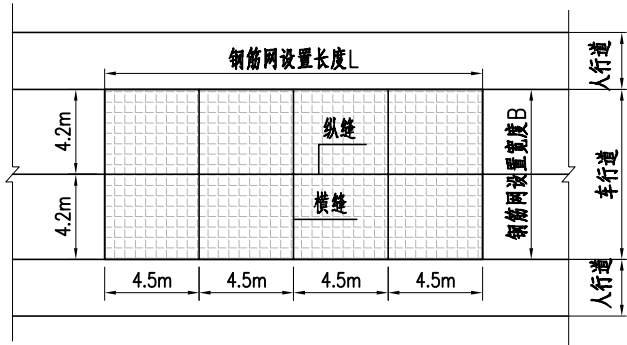 钢筋网设置长度L
人行道
4.2m
纵缝
钢筋网设置宽度B
车行道
4.2m
横缝
4.5m 4.5m 4.5m 4.5m
人行道